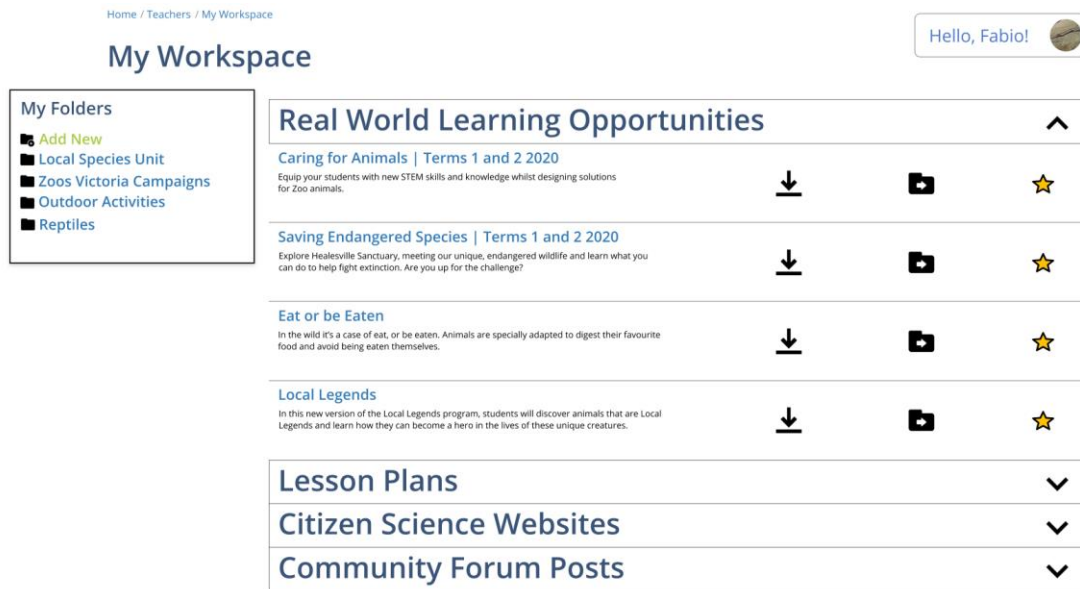 Home / Teachers / My Workspace
Hello, Fabio!
My Workspace
My Folders
Add New
Local Species Unit
Zoos Victoria Campaigns
Outdoor Activities
Reptiles
Real World Learning Opportunities
Caring for Animals | Terms 1 and 2 2020
Equip your students with new STEM skills and knowledge whilst designing solutions
for Zoo animals.
Saving Endangered Species | Terms 1 and 2 2020
Explore Healesville Sanctuary, meeting our unique, endangered wildlife and learn what you
can do to help fight extinction. Are you up for the challenge?
Eat or be Eaten
In the wild it's a case of eat, or be eaten. Animals are specially adapted to digest their favourite
food and avoid being eaten themselves.
Local Legends
In this new version of the Local Legends program, students will discover animals that are Local
Legends and learn how they can become a hero in the lives of these unique creatures.
Lesson Plans
Citizen Science Websites
Community Forum Posts